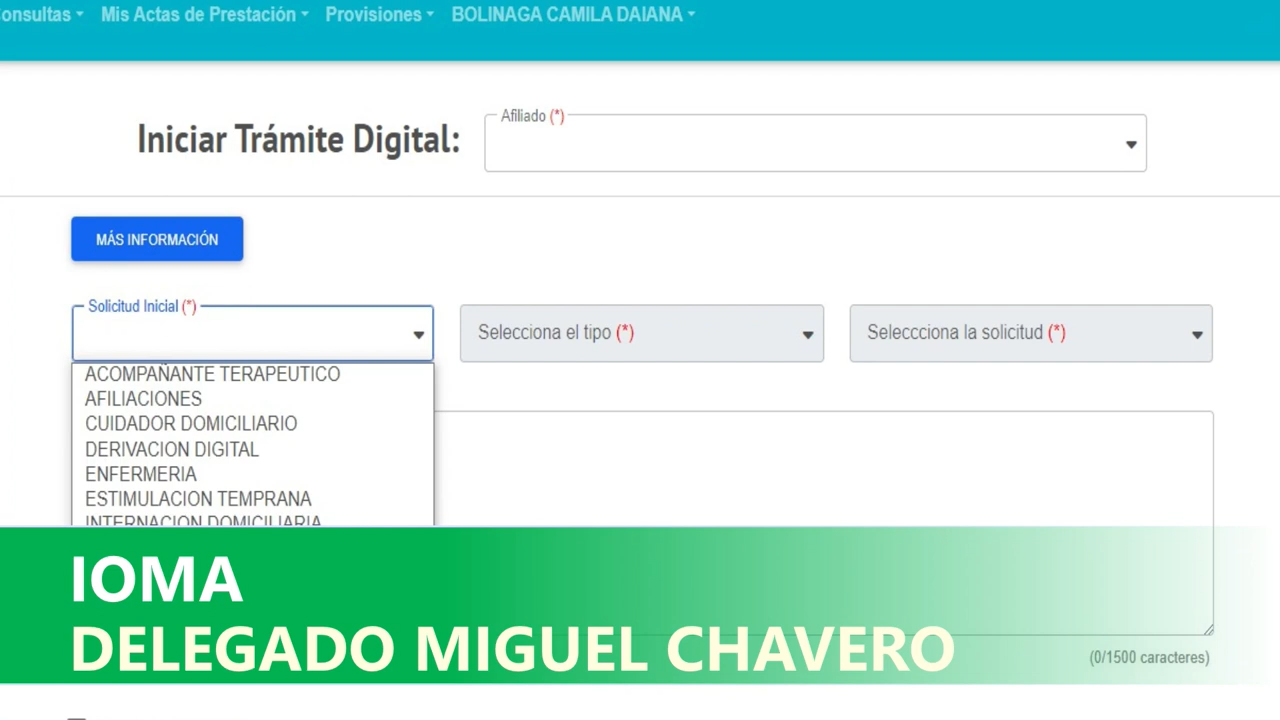 onsultas Mis Actas de Prestación Provisiones BOLINAGA CAMILA DAIANA
Afiliado (*)
Iniciar Trámite Digital:
MÁS INFORMACIÓN
Solicitud Inicial (*)
Selecciona el tipo (*)
Seleccciona la solicitud (*)
ACOMPAÑANTE TERAPEUTICO
AFILIACIONES
CUIDADOR DOMICILIARIO
DERIVACION DIGITAL
ENFERMERIA
ESTIMULACION TEMPRANA
INTERNACION DOMICILIARIA
IOMA
DELEGADO MIGUEL CHAVERO
(0/1500 caracteres)